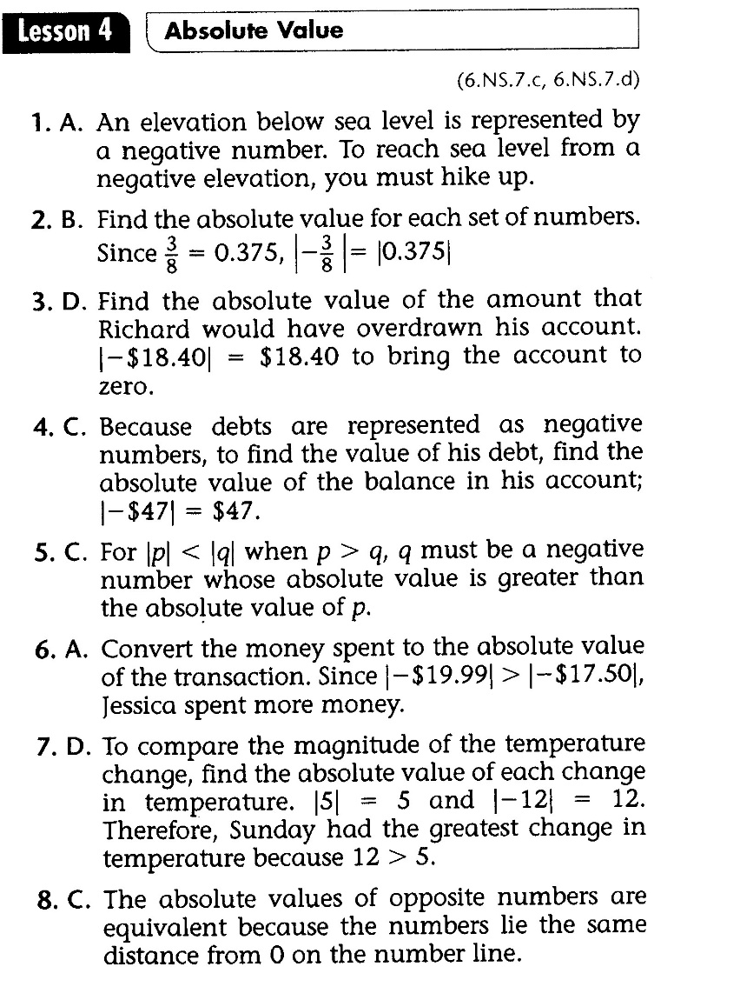 Lesson 4 Absolute Value
(6.NS.7.c, 6.NS.7.d)
1. A. An elevation below sea level is represented by
a negative number. To reach sea level from a
negative elevation, you must hike up.
2. B. Find the absolute value for each set of numbers.
Since 3/8 = 0.375, |−3/8| = |0.375|
3. D. Find the absolute value of the amount that
Richard would have overdrawn his account.
|−$18.40| = $18.40 to bring the account to
zero.
4. C. Because debts are represented as negative
numbers, to find the value of his debt, find the
absolute value of the balance in his account;
|−$47| = $47.
5. C. For |p| < |q| when p > q, q must be a negative
number whose absolute value is greater than
the absolute value of p.
6. A. Convert the money spent to the absolute value
of the transaction. Since |−$19.99| > |−$17.50|,
Jessica spent more money.
7. D. To compare the magnitude of the temperature
change, find the absolute value of each change
in temperature. |5| = 5 and |−12| = 12.
Therefore, Sunday had the greatest change in
temperature because 12 > 5.
8. C. The absolute values of opposite numbers are
equivalent because the numbers lie the same
distance from 0 on the number line.